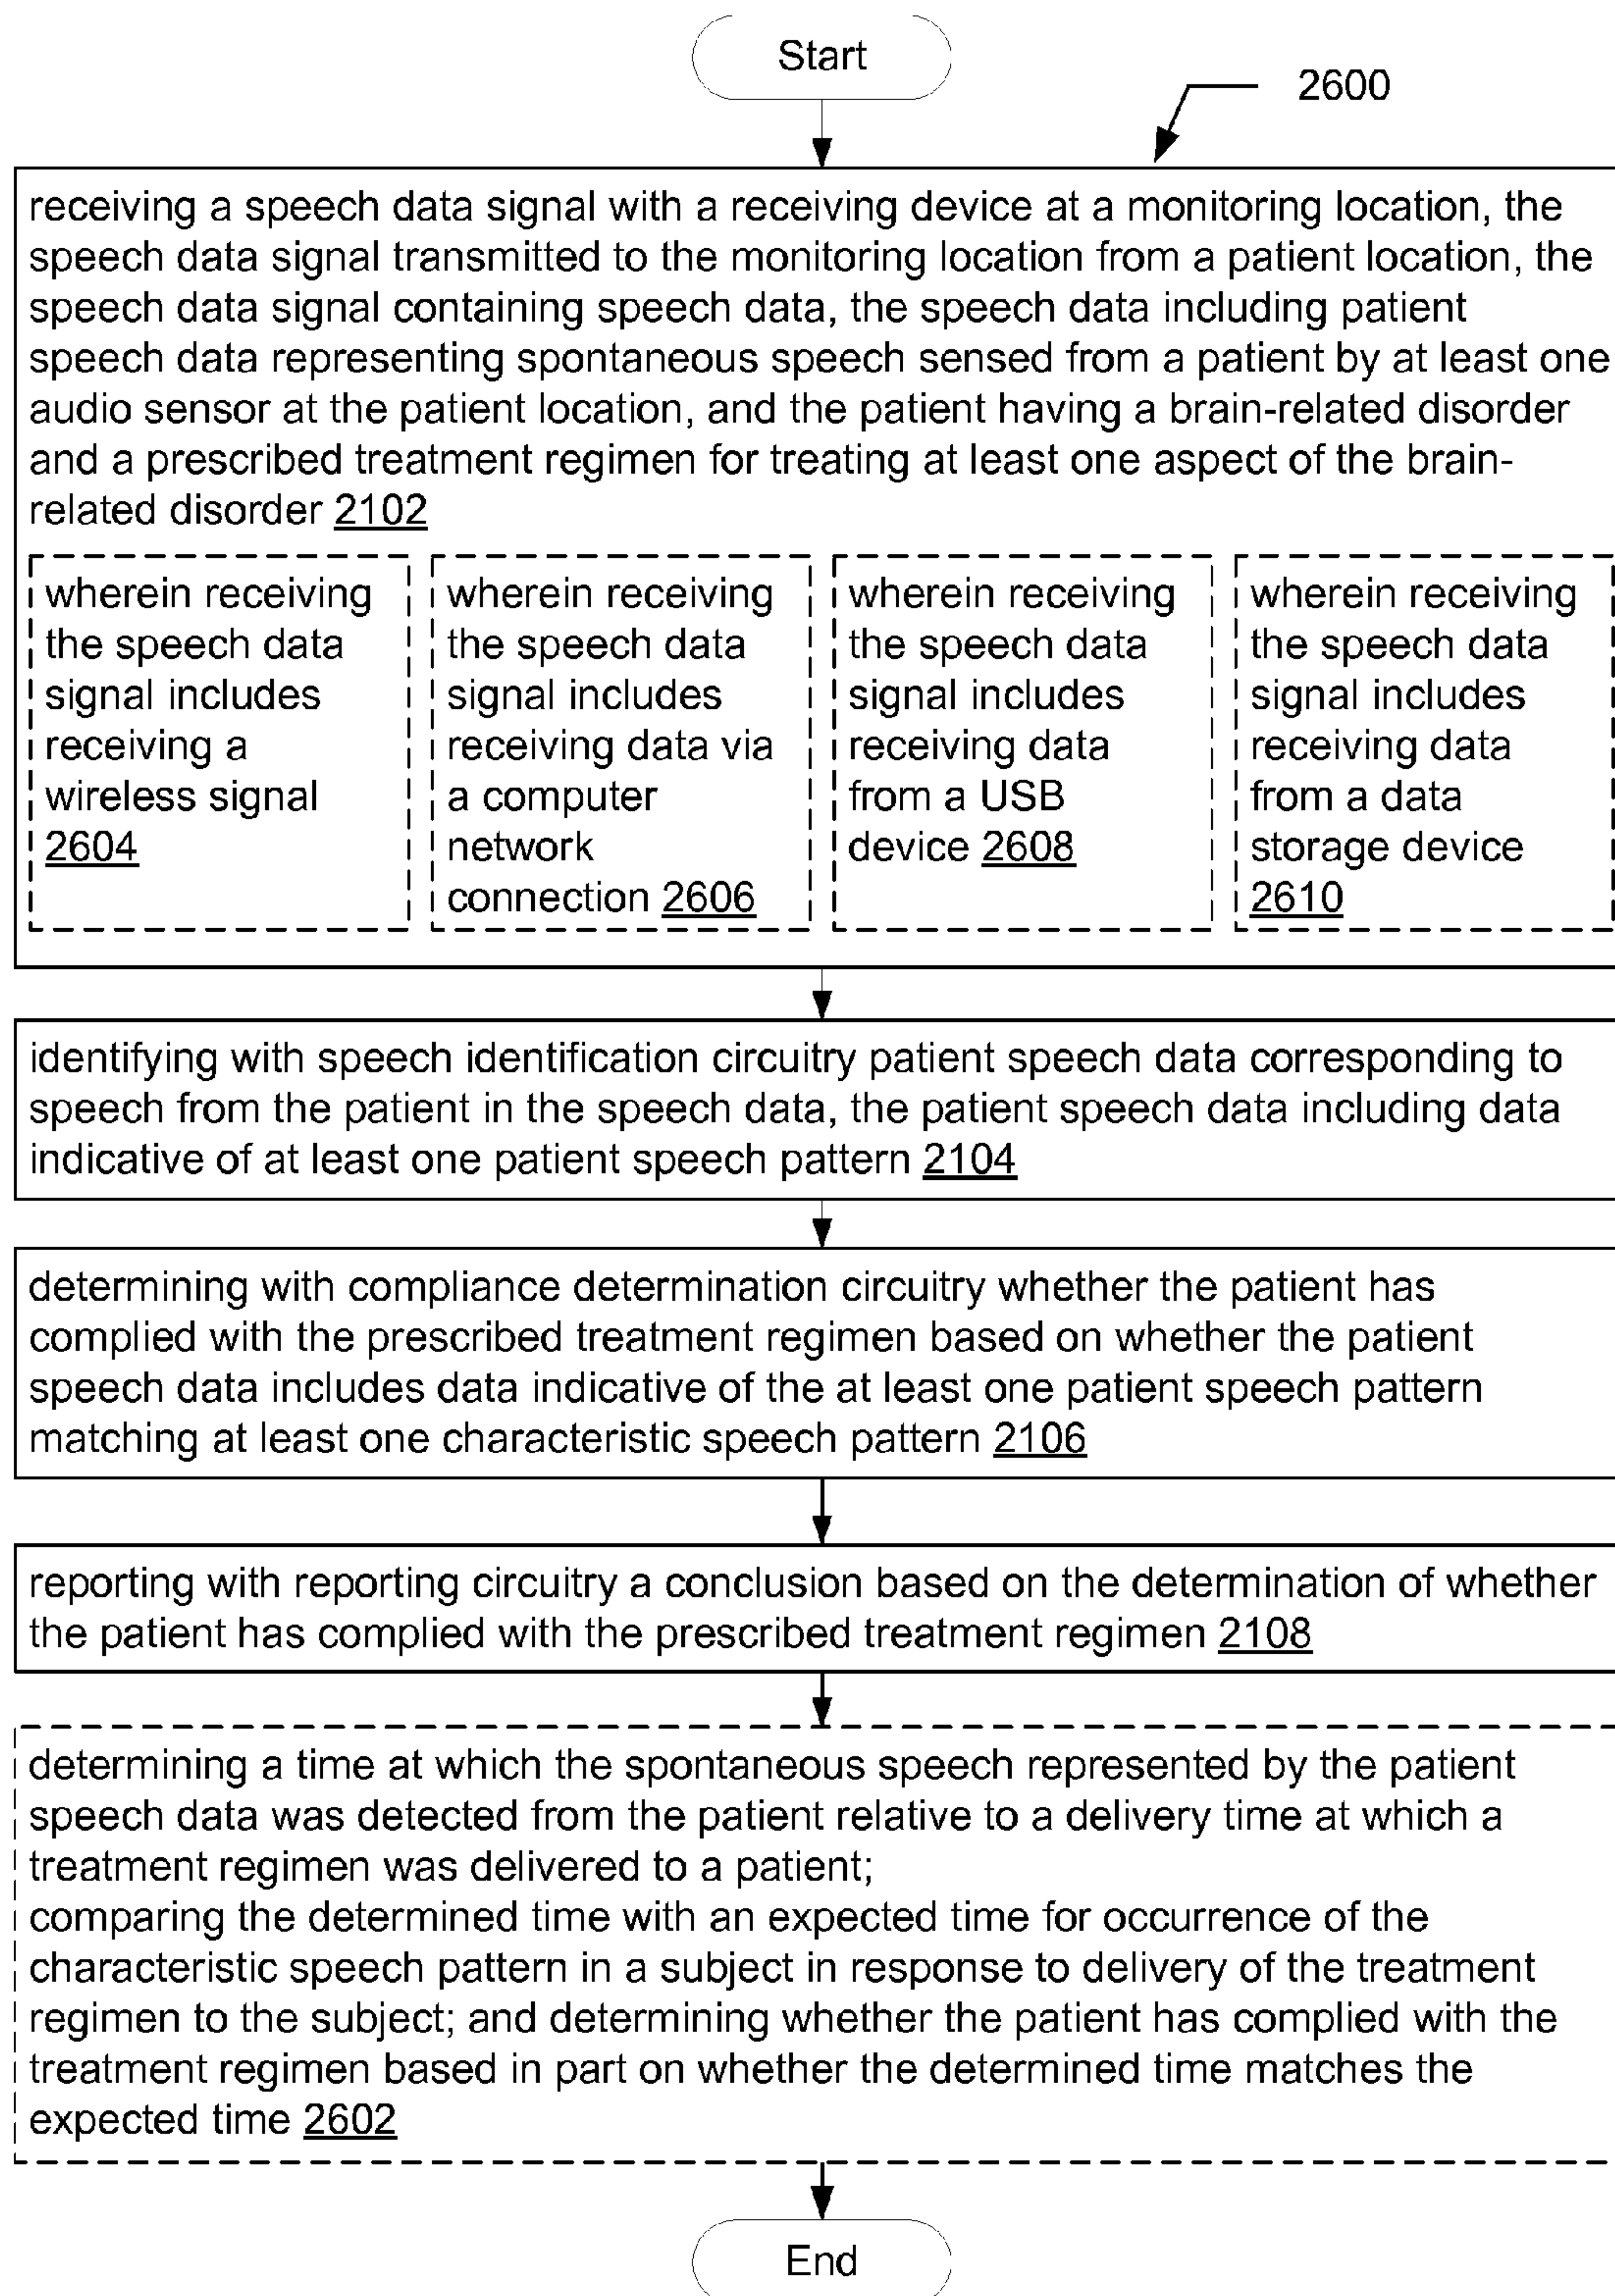 Start
2600
receiving a speech data signal with a receiving device at a monitoring location, the
speech data signal transmitted to the monitoring location from a patient location, the
speech data signal containing speech data, the speech data including patient
speech data representing spontaneous speech sensed from a patient by at least one
audio sensor at the patient location, and the patient having a brain-related disorder
and a prescribed treatment regimen for treating at least one aspect of the brain-
related disorder 2102
wherein receiving
the speech data
signal includes
receiving a
wireless signal
2604
wherein receiving
the speech data
signal includes
receiving data via
a computer
network
connection 2606
wherein receiving
the speech data
signal includes
receiving data
from a USB
device 2608
wherein receiving
the speech data
signal includes
receiving data
from a data
storage device
2610
identifying with speech identification circuitry patient speech data corresponding to
speech from the patient in the speech data, the patient speech data including data
indicative of at least one patient speech pattern 2104
determining with compliance determination circuitry whether the patient has
complied with the prescribed treatment regimen based on whether the patient
speech data includes data indicative of the at least one patient speech pattern
matching at least one characteristic speech pattern 2106
reporting with reporting circuitry a conclusion based on the determination of whether
the patient has complied with the prescribed treatment regimen 2108
determining a time at which the spontaneous speech represented by the patient
speech data was detected from the patient relative to a delivery time at which a
treatment regimen was delivered to a patient;
comparing the determined time with an expected time for occurrence of the
characteristic speech pattern in a subject in response to delivery of the treatment
regimen to the subject; and determining whether the patient has complied with the
treatment regimen based in part on whether the determined time matches the
expected time 2602
End